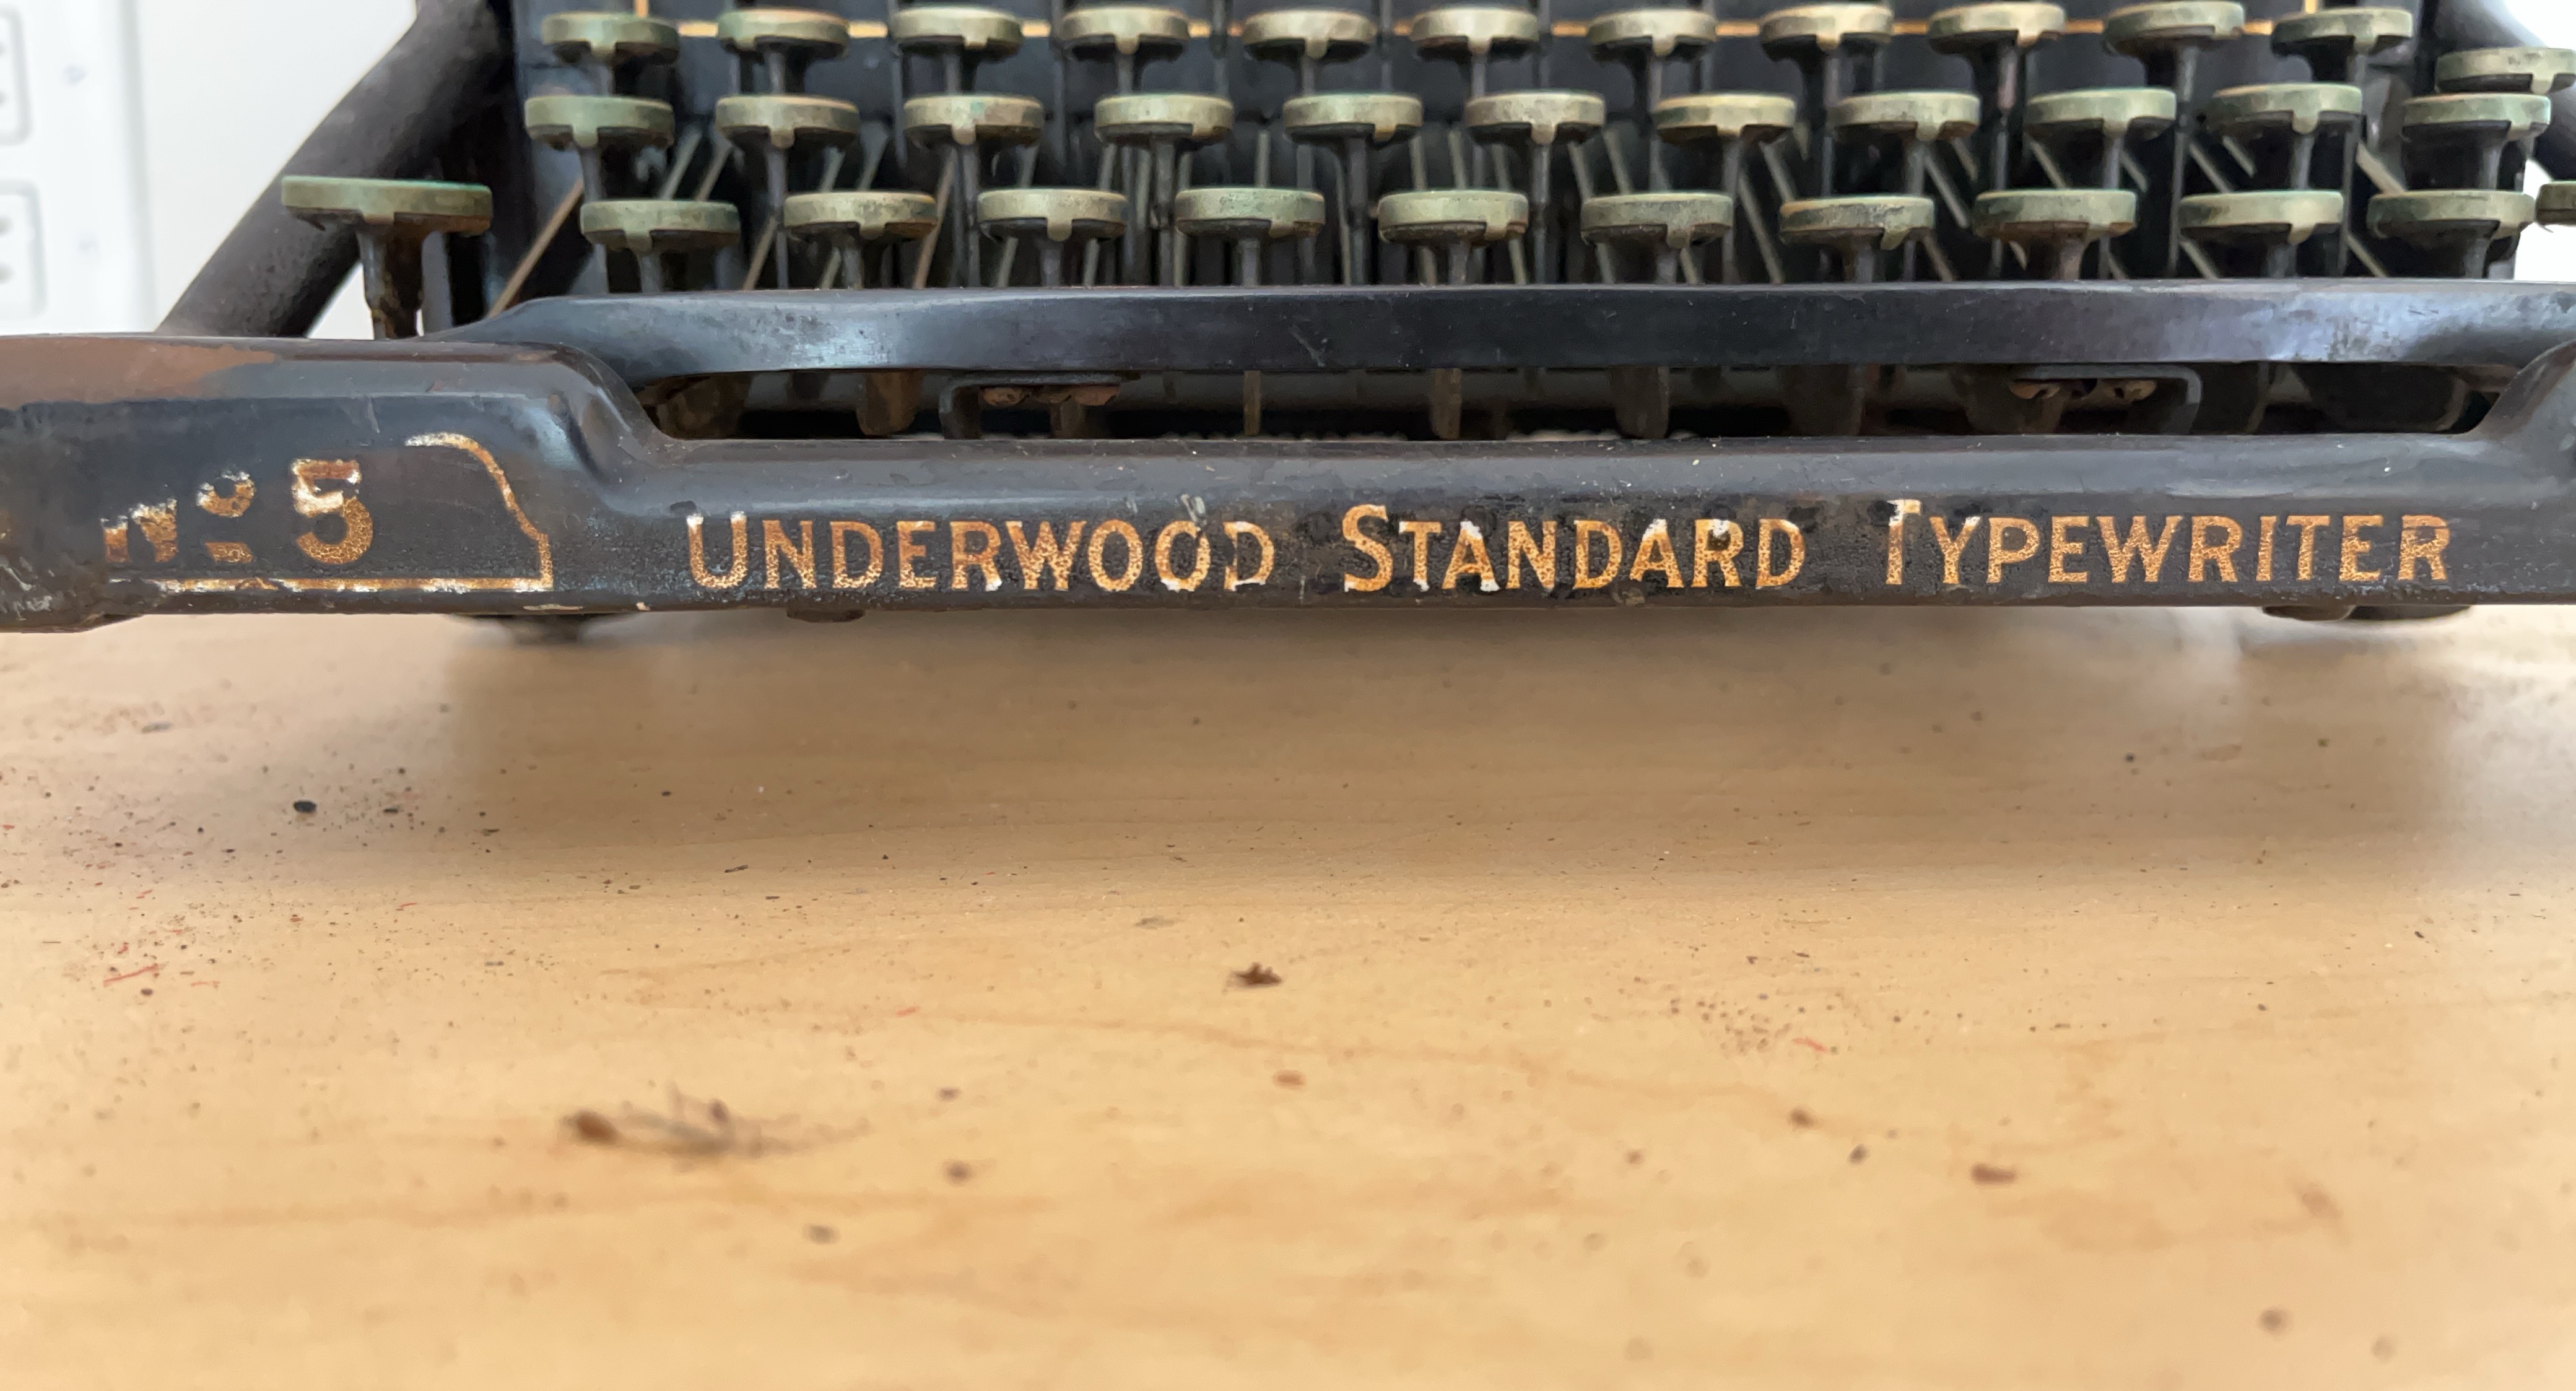 Nº 5
UNDERWOOD STANDARD TYPEWRITER